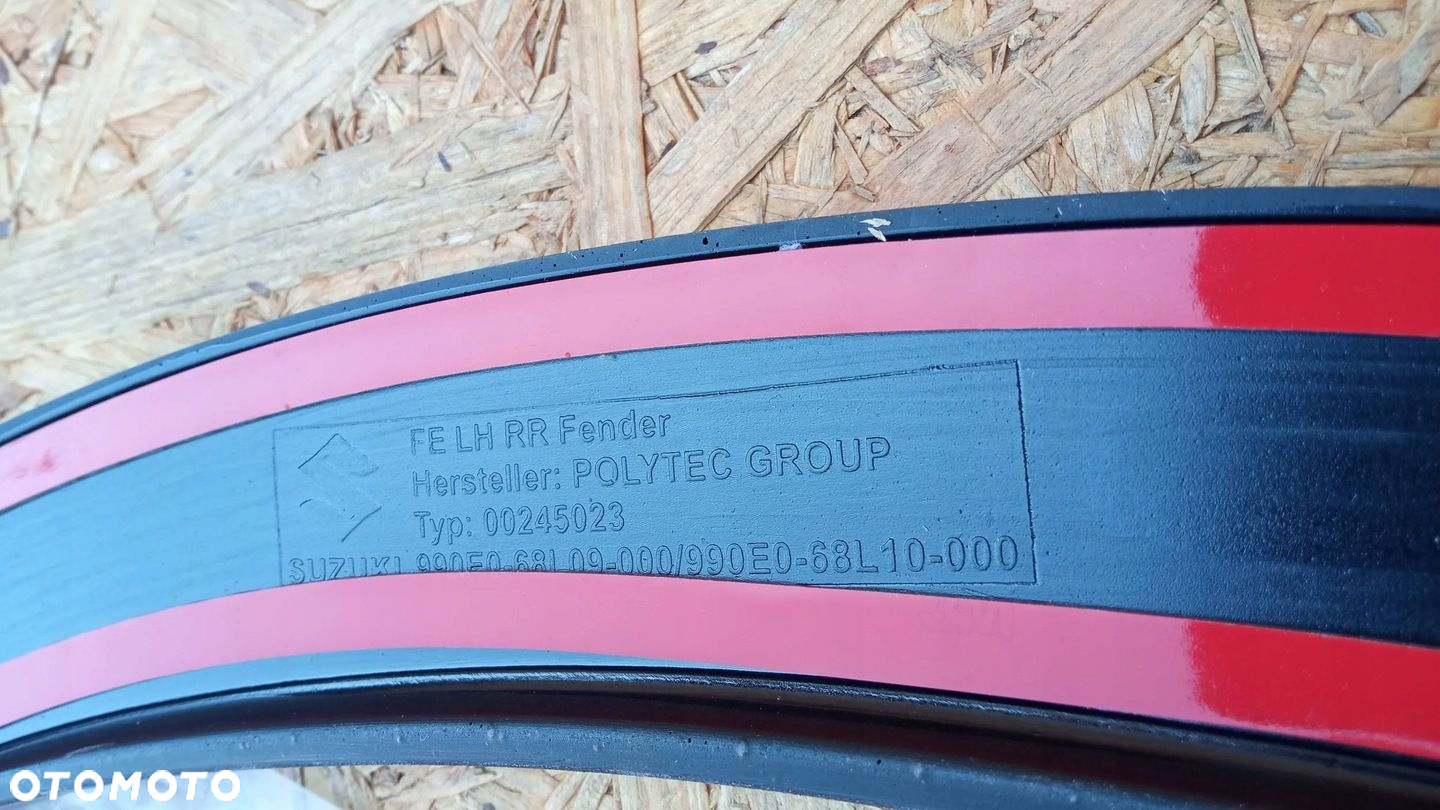 FE LH RR Fender
Hersteller: POLYTEC GROUP
Typ: 00245023
SUZUKI 990E0-68L09-000/990E0-68L10-000
OTOMOTO